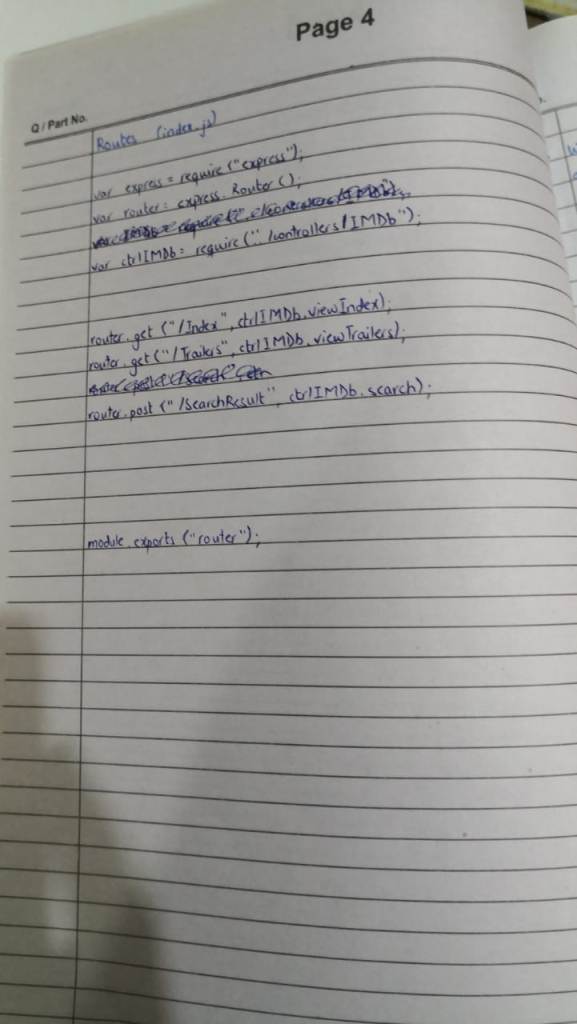 Page 4
Q / Part No.
Routes (index.js)
var express = require ("express");
var router = express. Router ();
var ctrlIMDb = require (".. /controllers/IMDb");
router.get ("/Index", ctrlIMDb.viewIndex);
router.get ("/Trailers", ctrlIMDb.viewTrailers);
router.post ("/SearchResult", ctrlIMDb.search);
module.exports ("router");